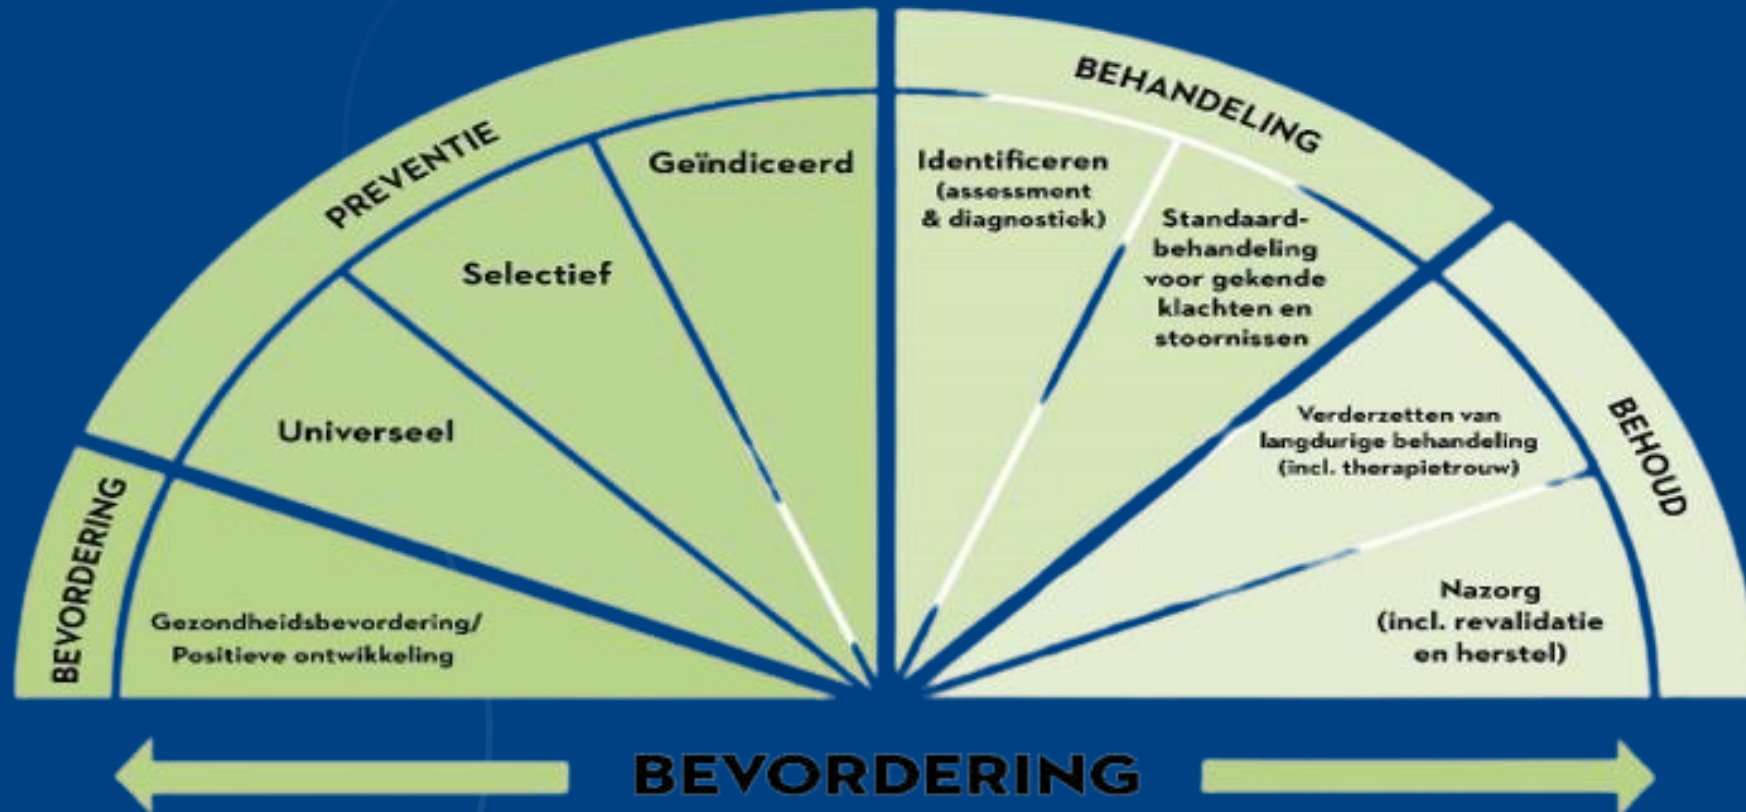 BEVORDERING
Gezondheidsbevordering/
Positieve ontwikkeling
PREVENTIE
Universeel
Selectief
Geïndiceerd
BEHANDELING
Identificeren
(assessment
& diagnostiek)
Standaard-
behandeling
voor gekende
klachten en
stoornissen
BEHOUD
Verderzetten van
langdurige behandeling
(incl. therapietrouw)
Nazorg
(incl. revalidatie
en herstel)
BEVORDERING